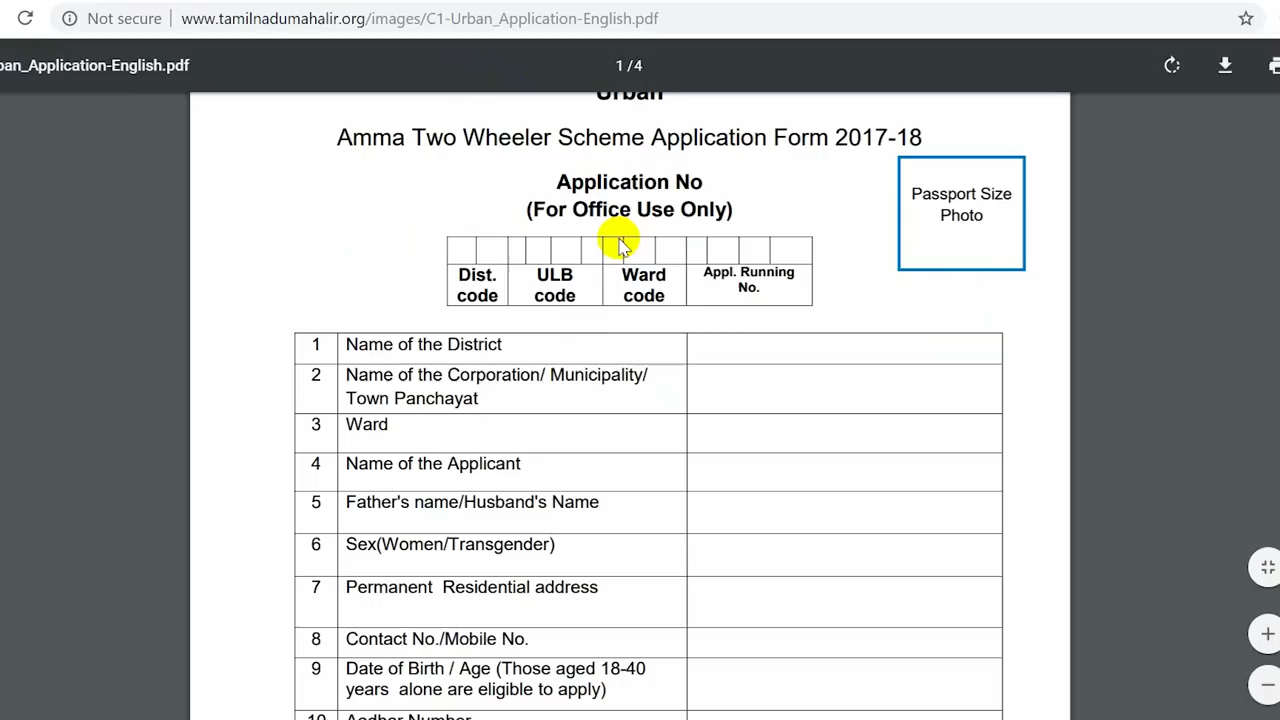 Not secure | www.tamilnadumahalir.org/images/C1-Urban_Application-English.pdf
ban_Application-English.pdf 1 / 4
Urban
Amma Two Wheeler Scheme Application Form 2017-18
Application No
(For Office Use Only)
Passport Size
Photo
Dist. ULB Ward Appl. Running
code code code No.
1 Name of the District
2 Name of the Corporation/ Municipality/
Town Panchayat
3 Ward
4 Name of the Applicant
5 Father's name/Husband's Name
6 Sex(Women/Transgender)
7 Permanent Residential address
8 Contact No./Mobile No.
9 Date of Birth / Age (Those aged 18-40
years alone are eligible to apply)
10 Aadhar Number